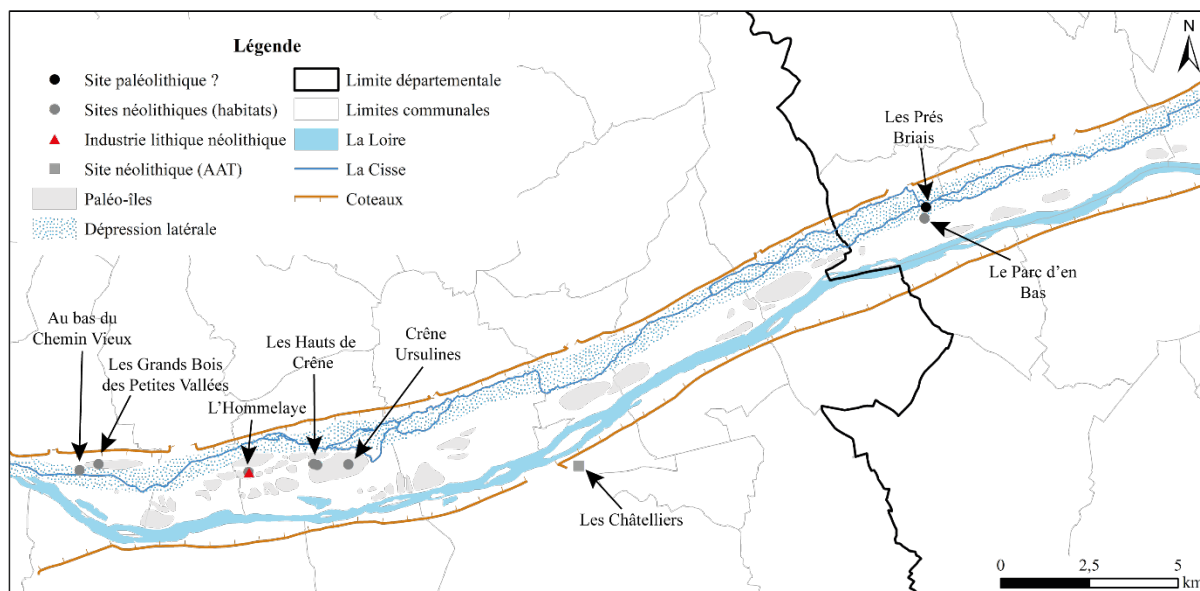 Légende
Site paléolithique ?
Sites néolithiques (habitats)
Industrie lithique néolithique
Site néolithique (AAT)
Paléo-îles
Dépression latérale
Limite départementale
Limites communales
La Loire
La Cisse
Coteaux
N
Les Prés
Briais
Le Parc d'en
Bas
Au bas du
Chemin Vieux
Les Grands Bois
des Petites Vallées
L'Hommelaye
Les Hauts de
Crêne
Crêne
Ursulines
Les Châtelliers
0 2,5 5
km